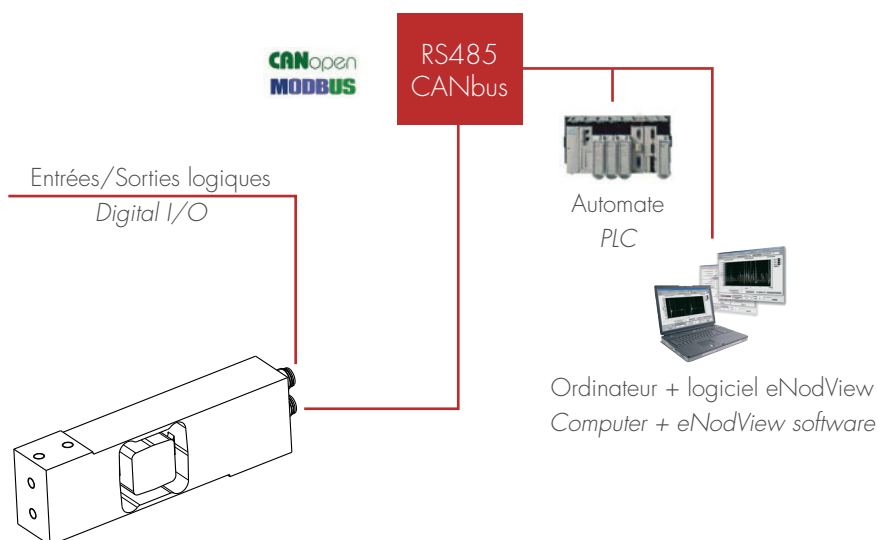 CANopen
MODBUS
RS485
CANbus
Entrées/Sorties logiques
Digital I/O
Automate
PLC
Ordinateur + logiciel eNodView
Computer + eNodView software